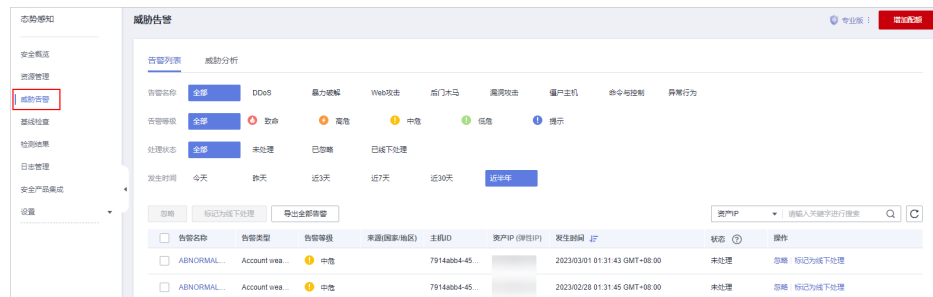 态势感知
威胁告警
专业版
增加配额
安全概览
资源管理
威胁告警
基线检查
检测结果
日志管理
安全产品集成
设置
告警列表 威胁分析
告警名称 全部 DDoS 暴力破解 Web攻击 后门木马 漏洞攻击 僵尸主机 命令与控制 异常行为
告警等级 全部 致命 高危 中危 低危 提示
处理状态 全部 未处理 已忽略 已线下处理
发生时间 今天 昨天 近3天 近7天 近30天 近半年
忽略 标记为线下处理 导出全部告警 资产IP 请输入关键字进行搜索
告警名称 告警类型 告警等级 来源(国家/地区) 主机ID 资产IP (弹性IP) 发生时间 状态 操作
ABNORMAL... Account wea... 中危 7914abb4-45... 2023/03/01 01:31:43 GMT+08:00 未处理 忽略 标记为线下处理
ABNORMAL... Account wea... 中危 7914abb4-45... 2023/02/28 01:31:45 GMT+08:00 未处理 忽略 标记为线下处理